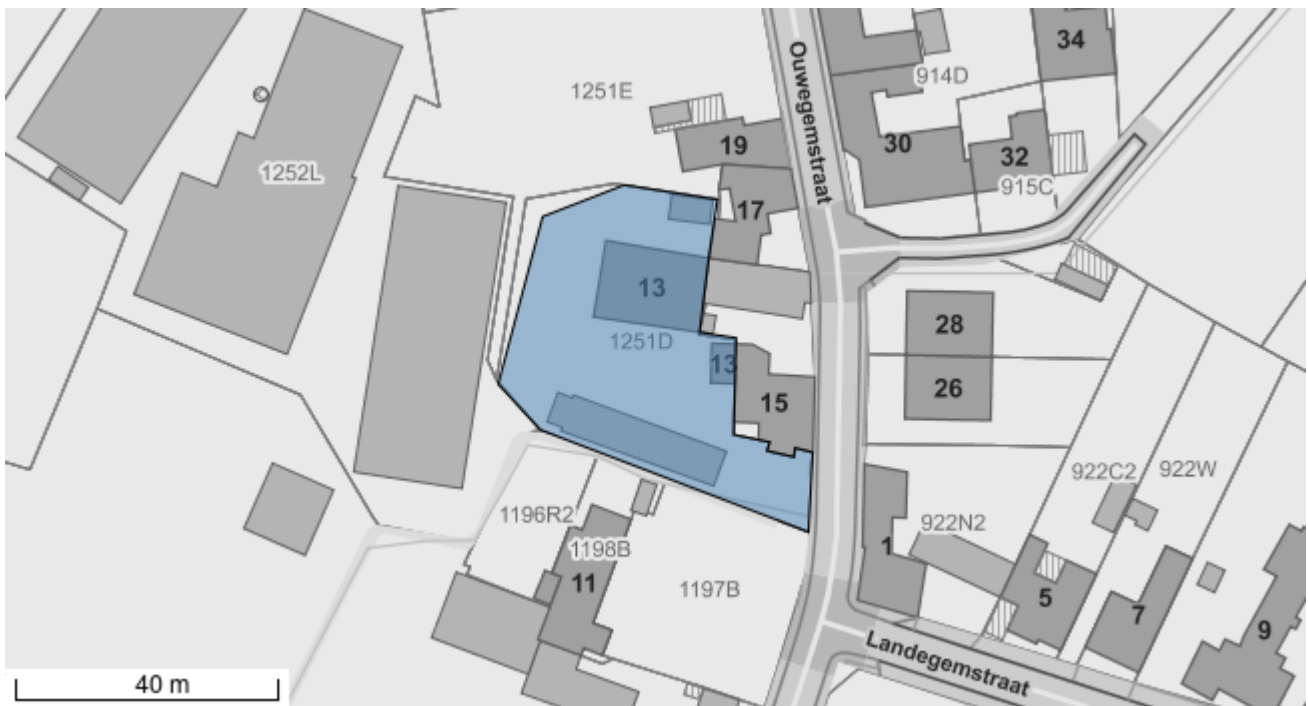 34
Ouwegemstraat
914D
1251E
19
30
32
1252L
915C
17
13
28
1251D
13
26
15
922C2
922W
1196R2
922N2
1198B
1
11
1197B
5
7
9
Landegemstraat
40 m